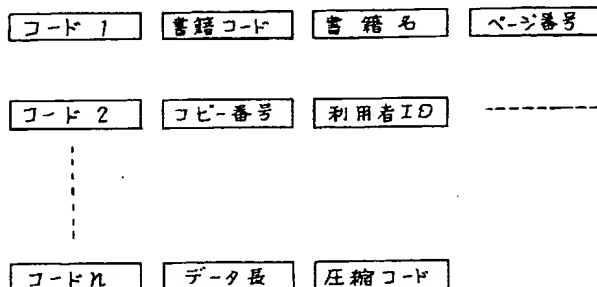 コード 1 書籍コード 書籍名 ページ番号
コード 2 コピー番号 利用者ID
コード n データ長 圧縮コード